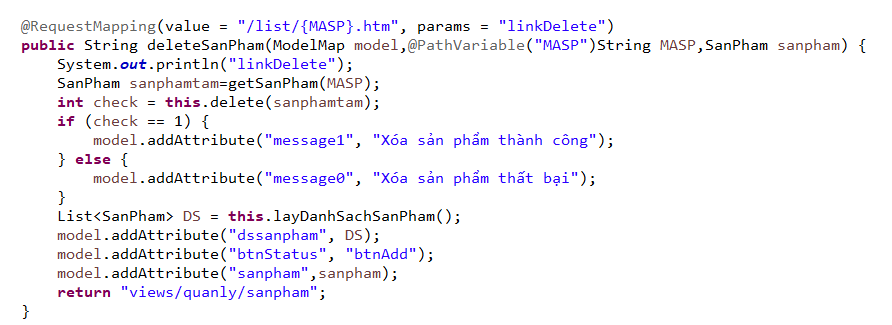 @RequestMapping(value = "/list/{MASP}.htm", params = "linkDelete")
public String deleteSanPham(ModelMap model,@PathVariable("MASP")String MASP,SanPham sanpham) {
    System.out.println("linkDelete");
    SanPham sanphamtam=getSanPham(MASP);
    int check = this.delete(sanphamtam);
    if (check == 1) {
        model.addAttribute("message1", "Xóa sản phẩm thành công");
    } else {
        model.addAttribute("message0", "Xóa sản phẩm thất bại");
    }
    List<SanPham> DS = this.layDanhSachSanPham();
    model.addAttribute("dssanpham", DS);
    model.addAttribute("btnStatus", "btnAdd");
    model.addAttribute("sanpham",sanpham);
    return "views/quanly/sanpham";
}